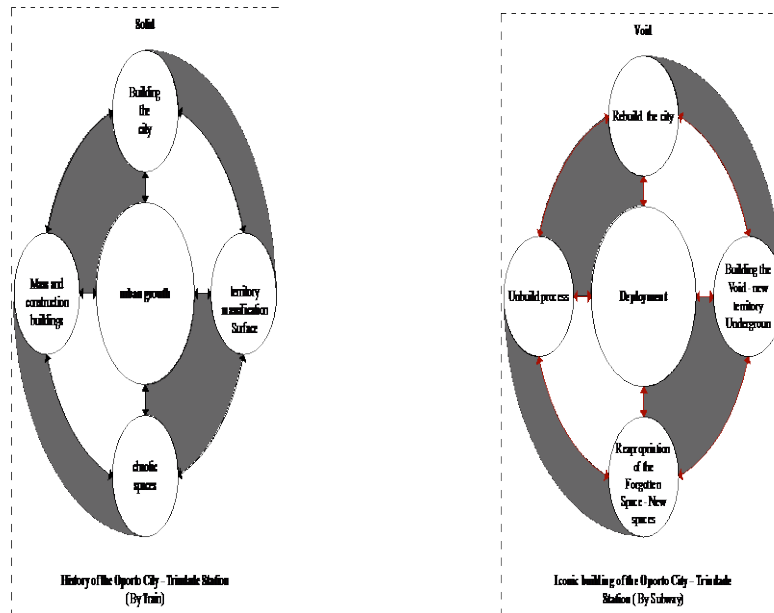 Solid
Building
the
city
Mass and
construction
buildings
urban growth
territory
massification
Surface
chaotic
spaces
History of the Oporto City - Trindade Station
(By Train)
Void
Rebuild the city
Unbuild process
Deployment
Building the
Void - new
territory
Undergroun
Reapropriation
of the
Forgotten
Space - New
spaces
Iconic building of the Oporto City - Trindade
Station (By Subway)